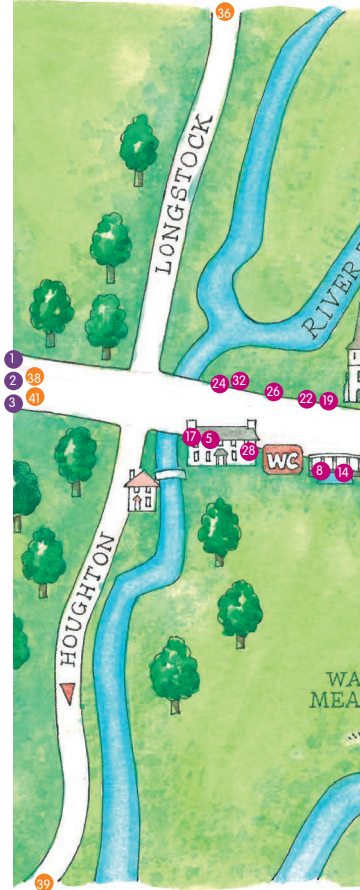 36
LONGSTOCK
RIVER
1
2 38
3 41
24 32 26 22 19
17 5 28 WC 8 14
HOUGHTON
WA
MEA
39